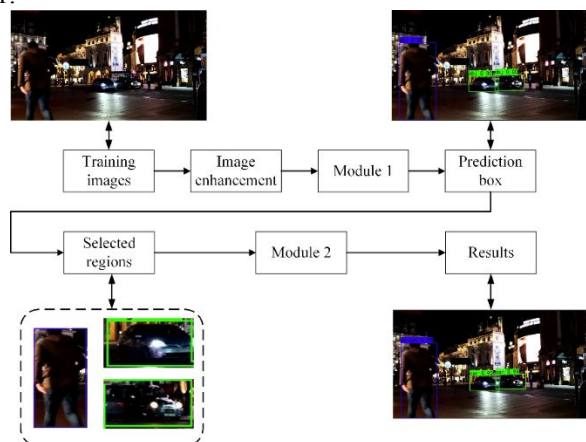 Training
images
Image
enhancement
Module 1
Prediction
box
Selected
regions
Module 2
Results